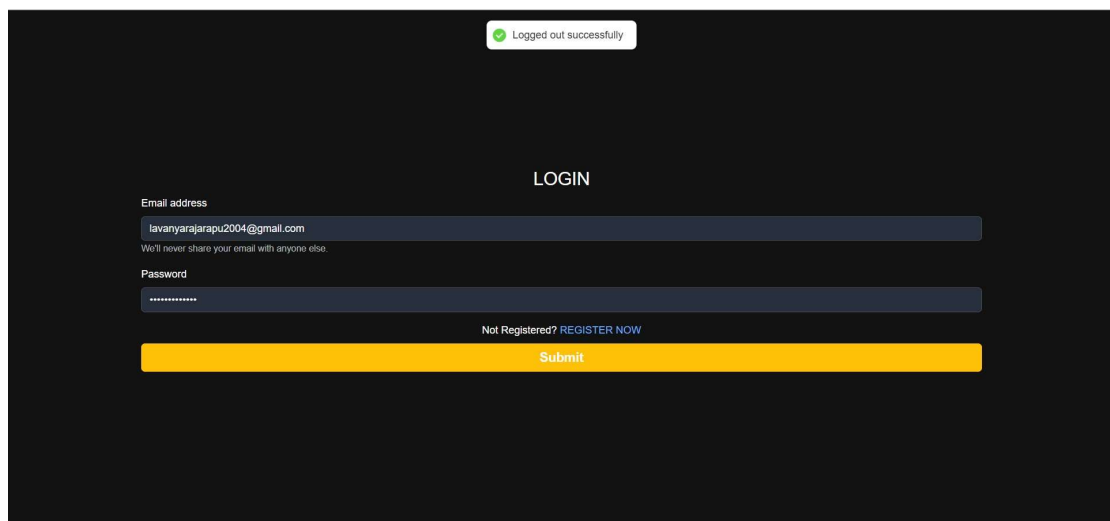 Logged out successfully
LOGIN
Email address
lavanyarajarapu2004@gmail.com
We'll never share your email with anyone else.
Password
•••••••••••••
Not Registered? REGISTER NOW
Submit